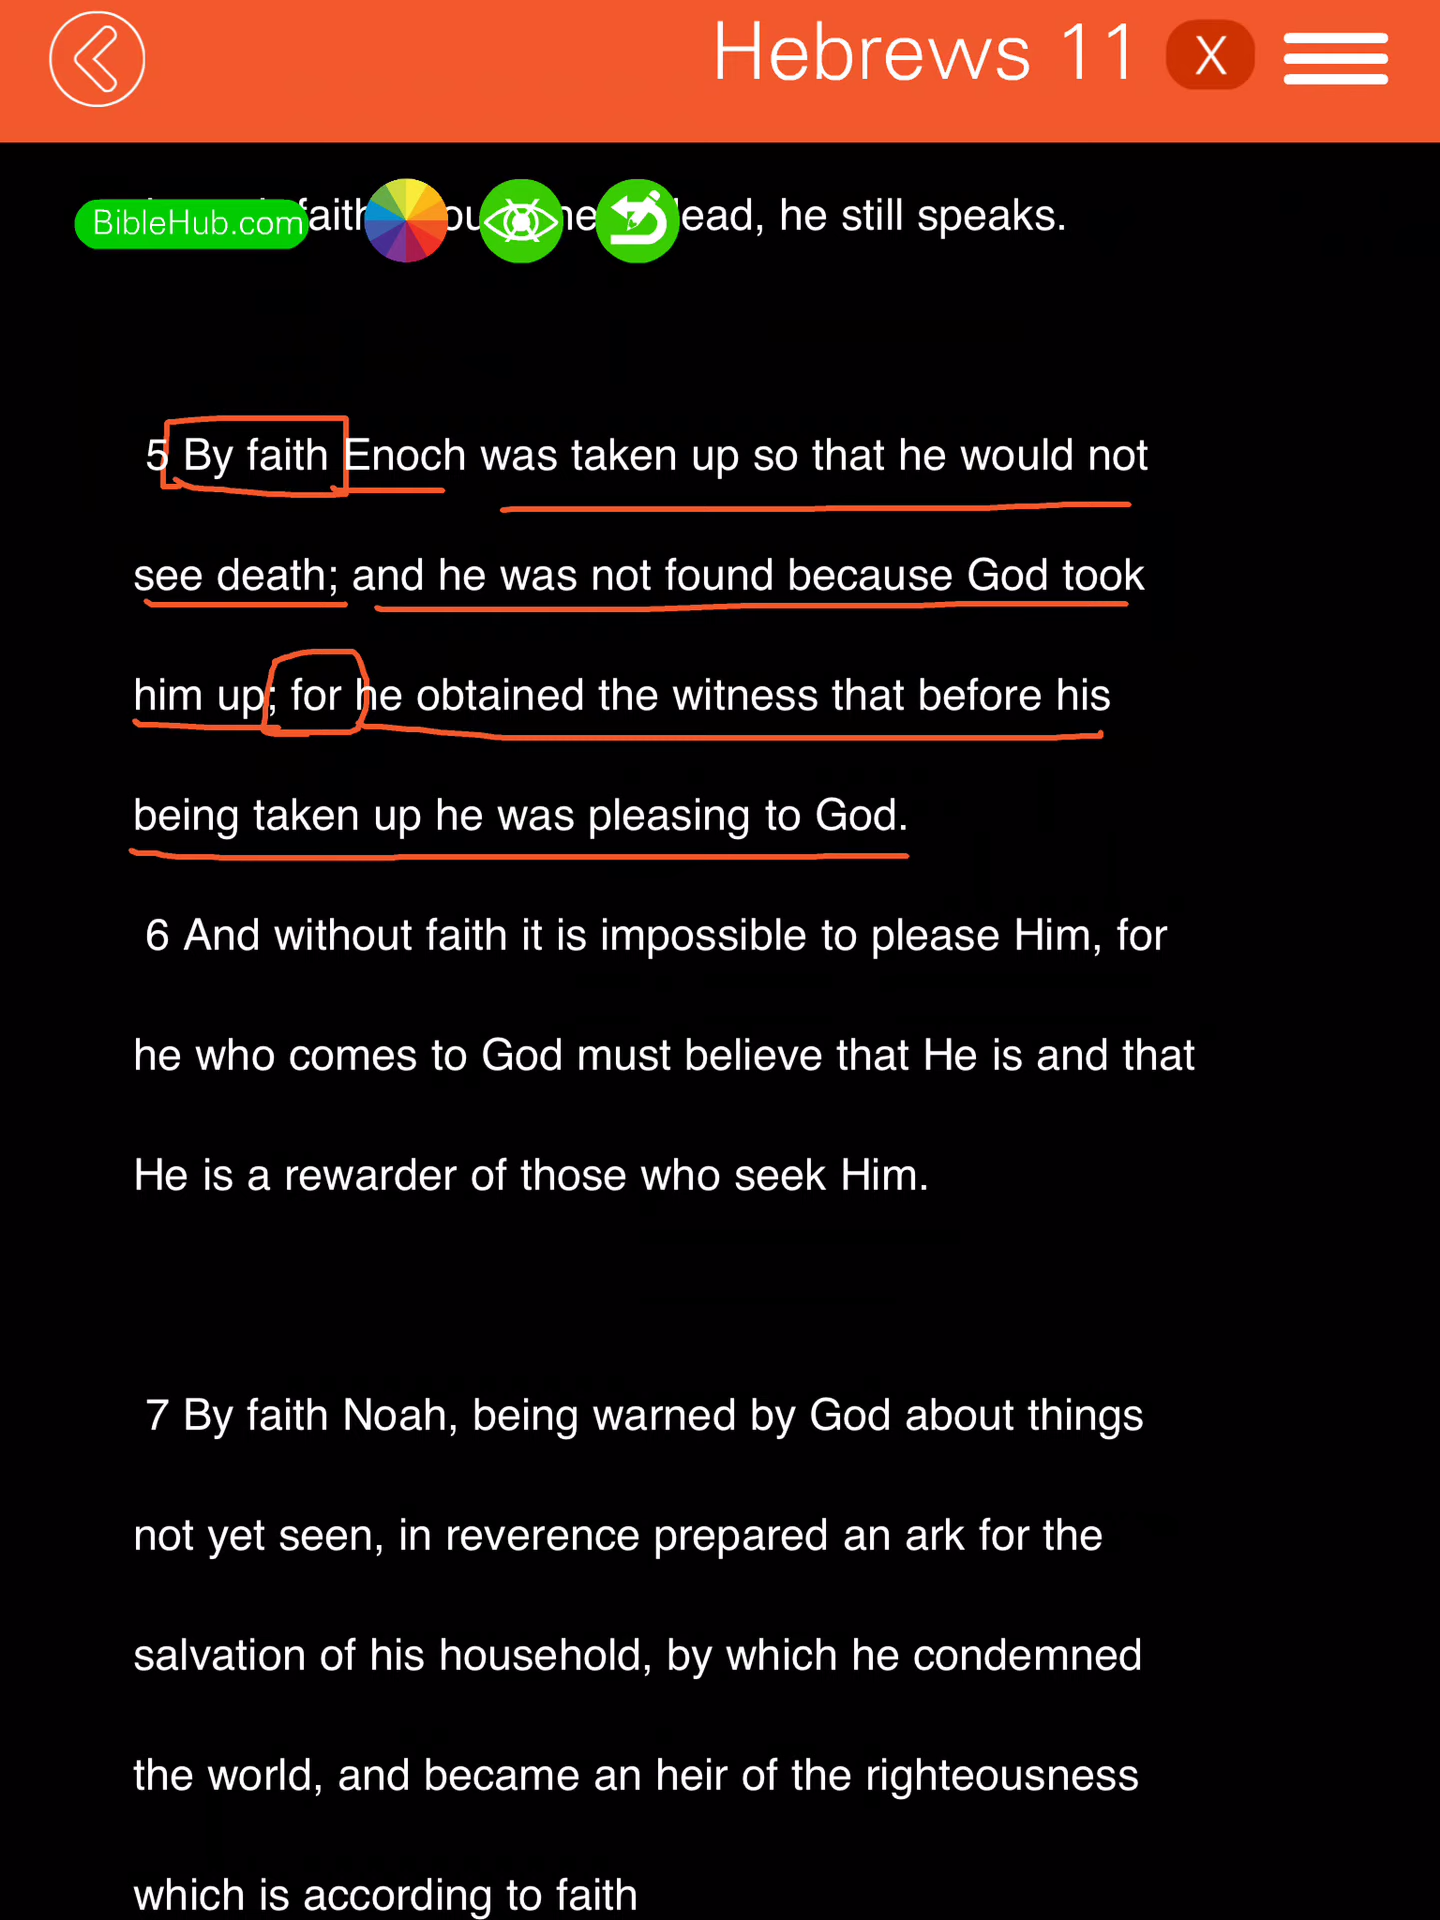 Hebrews 11 X
BibleHub.com faith lead, he still speaks.
5 By faith Enoch was taken up so that he would not
see death; and he was not found because God took
him up; for he obtained the witness that before his
being taken up he was pleasing to God.
6 And without faith it is impossible to please Him, for
he who comes to God must believe that He is and that
He is a rewarder of those who seek Him.
7 By faith Noah, being warned by God about things
not yet seen, in reverence prepared an ark for the
salvation of his household, by which he condemned
the world, and became an heir of the righteousness
which is according to faith